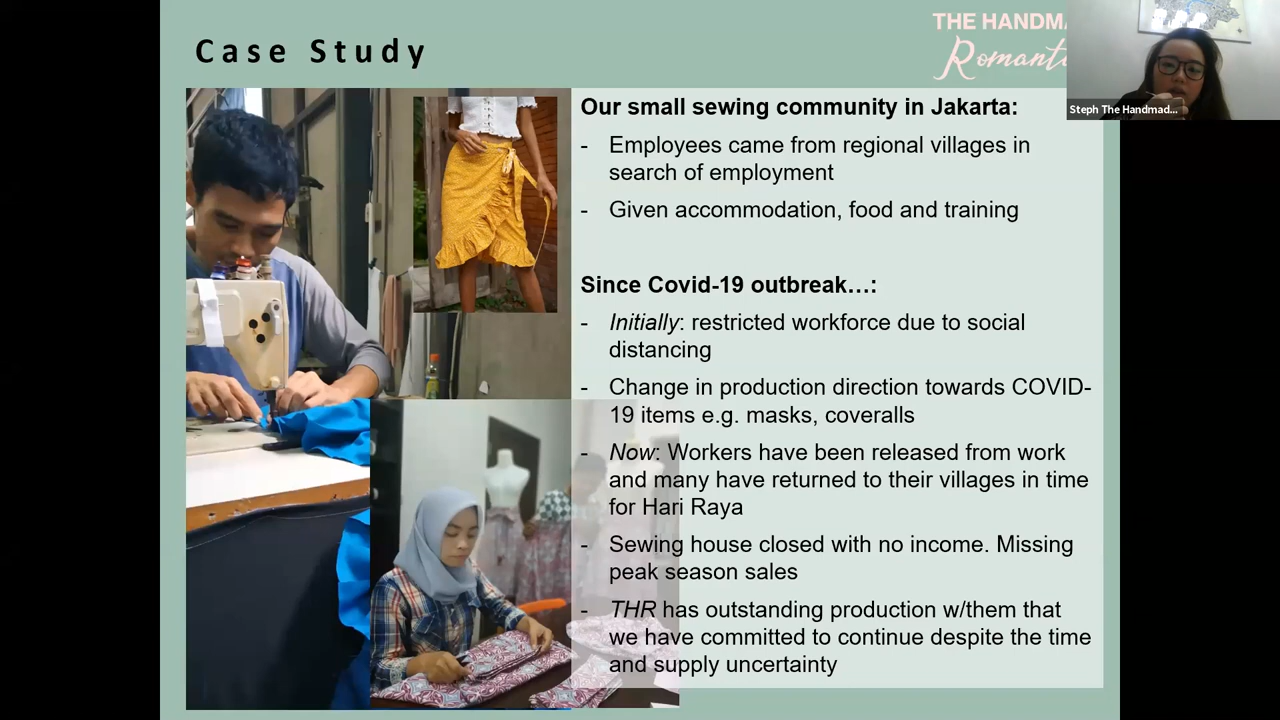 Case Study
THE HANDMA
Romant
Steph The Handmad...
Our small sewing community in Jakarta:
- Employees came from regional villages in
search of employment
- Given accommodation, food and training
Since Covid-19 outbreak…:
- Initially: restricted workforce due to social
distancing
- Change in production direction towards COVID-
19 items e.g. masks, coveralls
- Now: Workers have been released from work
and many have returned to their villages in time
for Hari Raya
- Sewing house closed with no income. Missing
peak season sales
- THR has outstanding production w/them that
we have committed to continue despite the time
and supply uncertainty